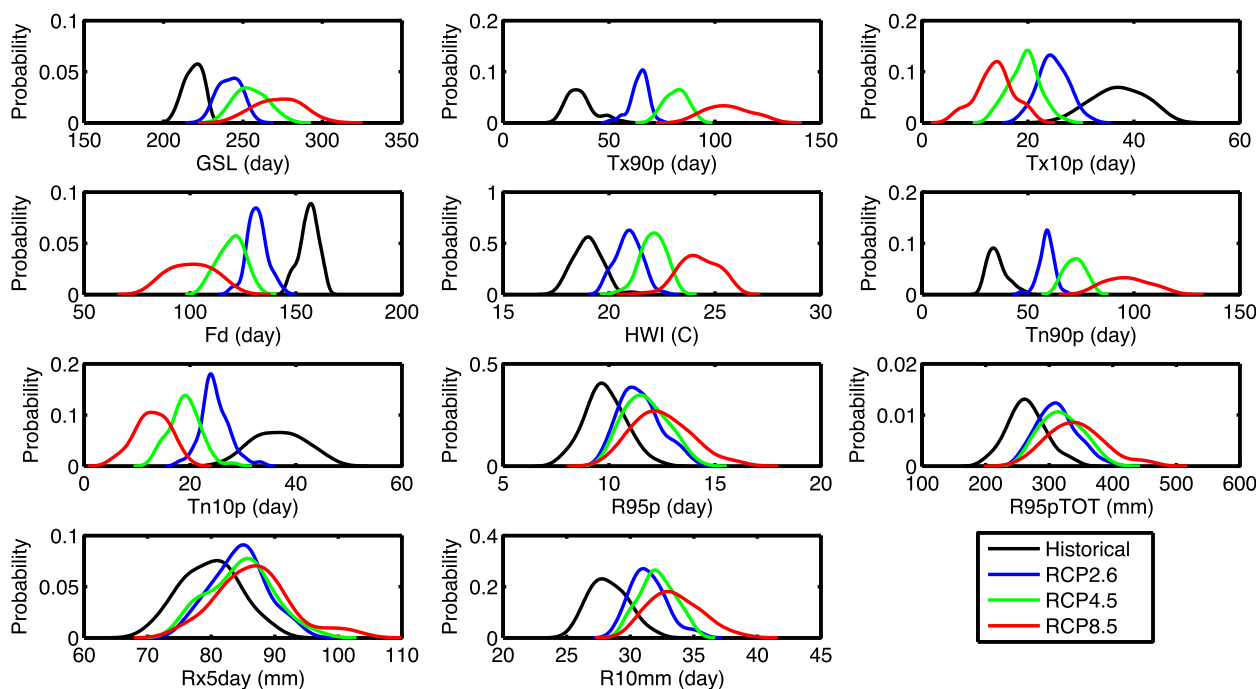 Probability
0.1
0.05
0
150 200 250 300 350
GSL (day)
Probability
0.2
0.1
0
0 50 100 150
Tx90p (day)
Probability
0.2
0.1
0
0 20 40 60
Tx10p (day)
Probability
0.1
0.05
0
50 100 150 200
Fd (day)
Probability
1
0.5
0
15 20 25 30
HWI (C)
Probability
0.2
0.1
0
0 50 100 150
Tn90p (day)
Probability
0.2
0.1
0
0 20 40 60
Tn10p (day)
Probability
0.5
0
5 10 15 20
R95p (day)
Probability
0.02
0.01
0
100 200 300 400 500 600
R95pTOT (mm)
Probability
0.1
0.05
0
60 70 80 90 100 110
Rx5day (mm)
Probability
0.4
0.2
0
20 25 30 35 40 45
R10mm (day)
Historical
RCP2.6
RCP4.5
RCP8.5